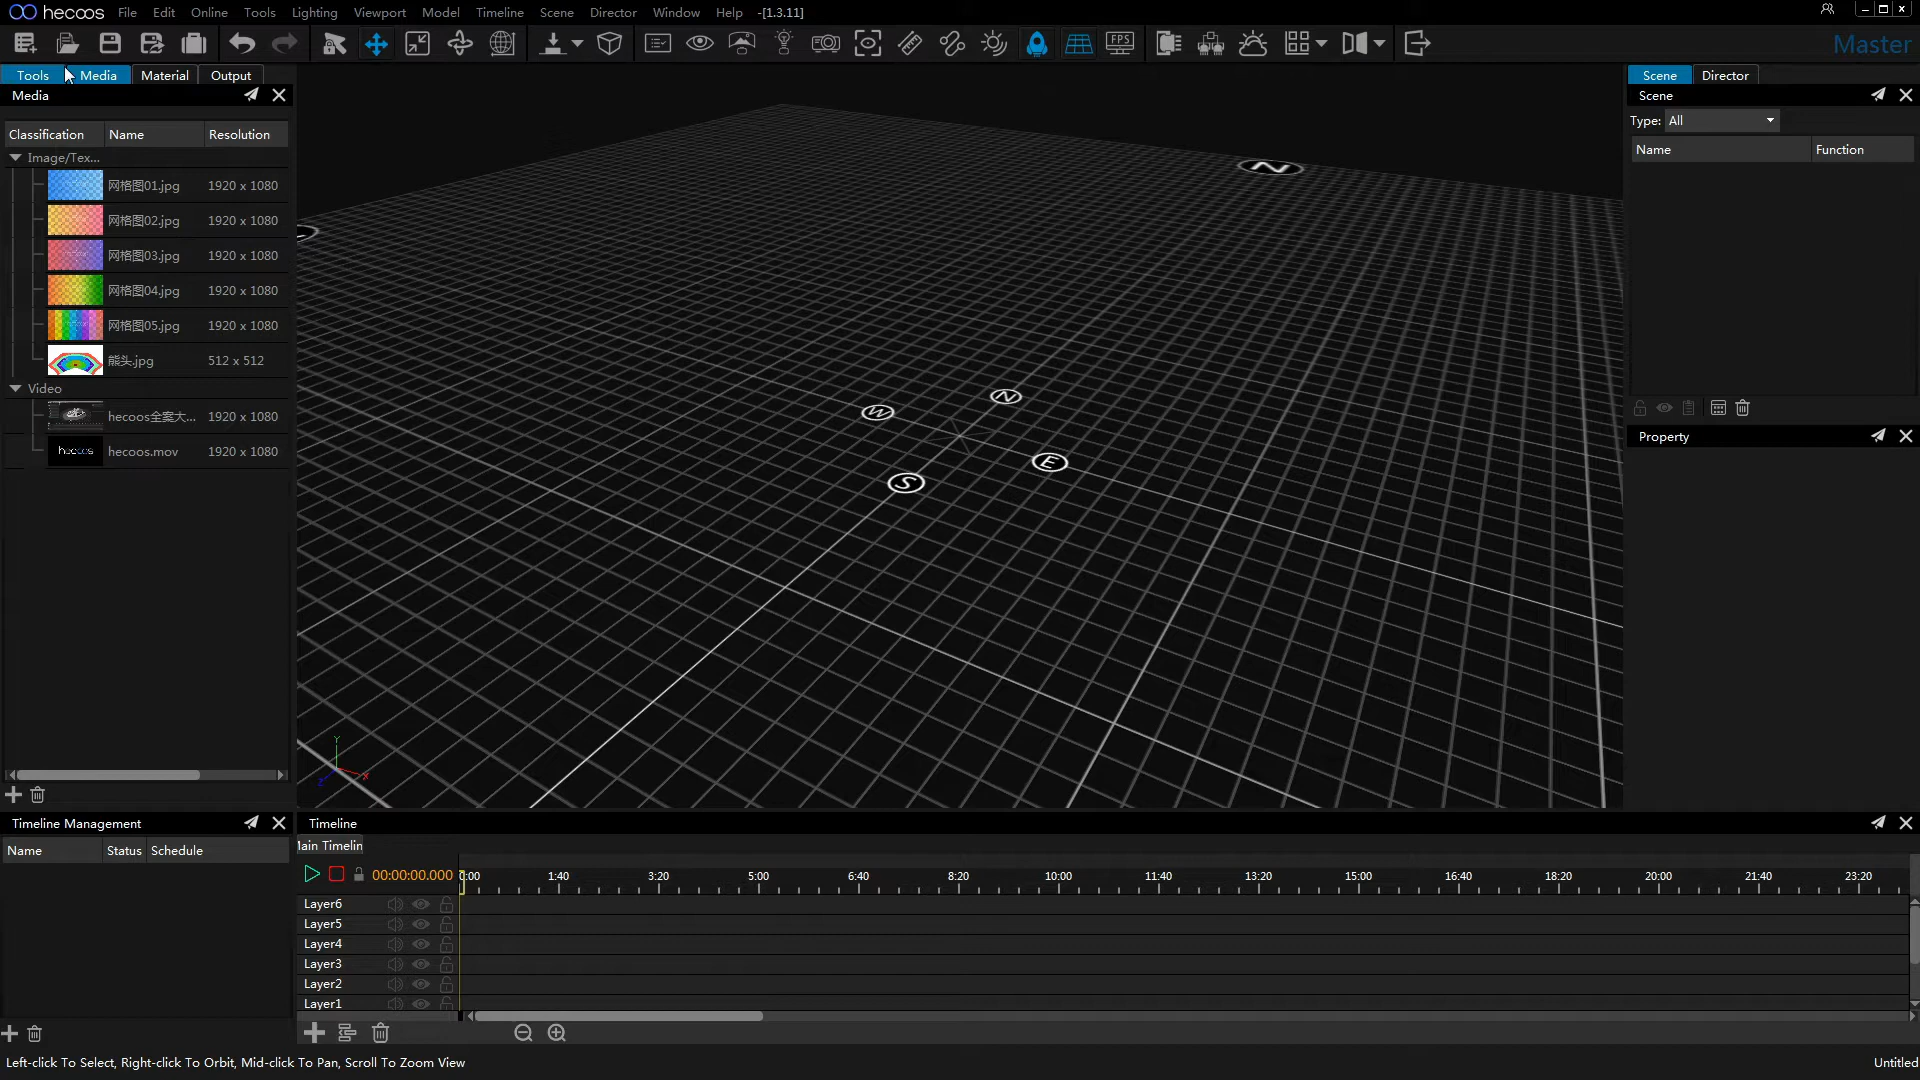 hecoos File Edit Online Tools Lighting Viewport Model Timeline Scene Director Window Help -[1.3.11]
FPS Master
Tools Media Material Output
Scene Director
Media
Scene
Type: All
Classification Name Resolution
Name Function
Image/Tex...
网格图01.jpg 1920 x 1080
网格图02.jpg 1920 x 1080
网格图03.jpg 1920 x 1080
网格图04.jpg 1920 x 1080
网格图05.jpg 1920 x 1080
熊头.jpg 512 x 512
Video
hecoos全案大... 1920 x 1080
hecoos hecoos.mov 1920 x 1080
N
W
N
E
S
Property
Y
X
Z
Timeline Management
Timeline
Name Status Schedule
Main Timelin
00:00:00.000 0:00 1:40 3:20 5:00 6:40 8:20 10:00 11:40 13:20 15:00 16:40 18:20 20:00 21:40 23:20
Layer6
Layer5
Layer4
Layer3
Layer2
Layer1
Left-click To Select, Right-click To Orbit, Mid-click To Pan, Scroll To Zoom View
Untitled